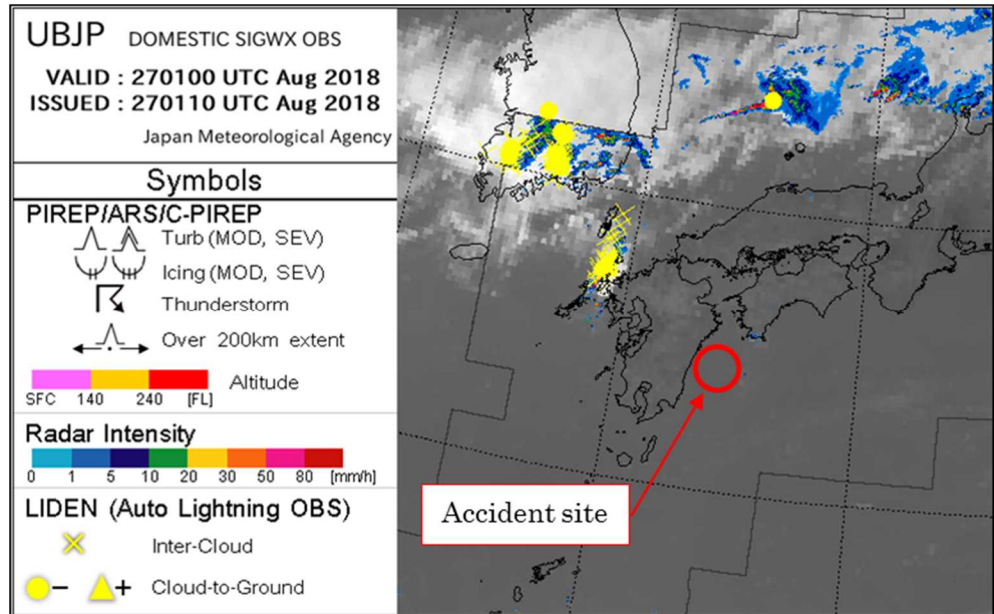 UBJP DOMESTIC SIGWX OBS
VALID : 270100 UTC Aug 2018
ISSUED : 270110 UTC Aug 2018
Japan Meteorological Agency
Symbols
PIREP/ARS/C-PIREP
Turb (MOD, SEV)
Icing (MOD, SEV)
Thunderstorm
Over 200km extent
Altitude
SFC 140 240 [FL]
Radar Intensity
0 1 5 10 20 30 50 80 [mm/h]
LIDEN (Auto Lightning OBS)
Inter-Cloud
− + Cloud-to-Ground
Accident site